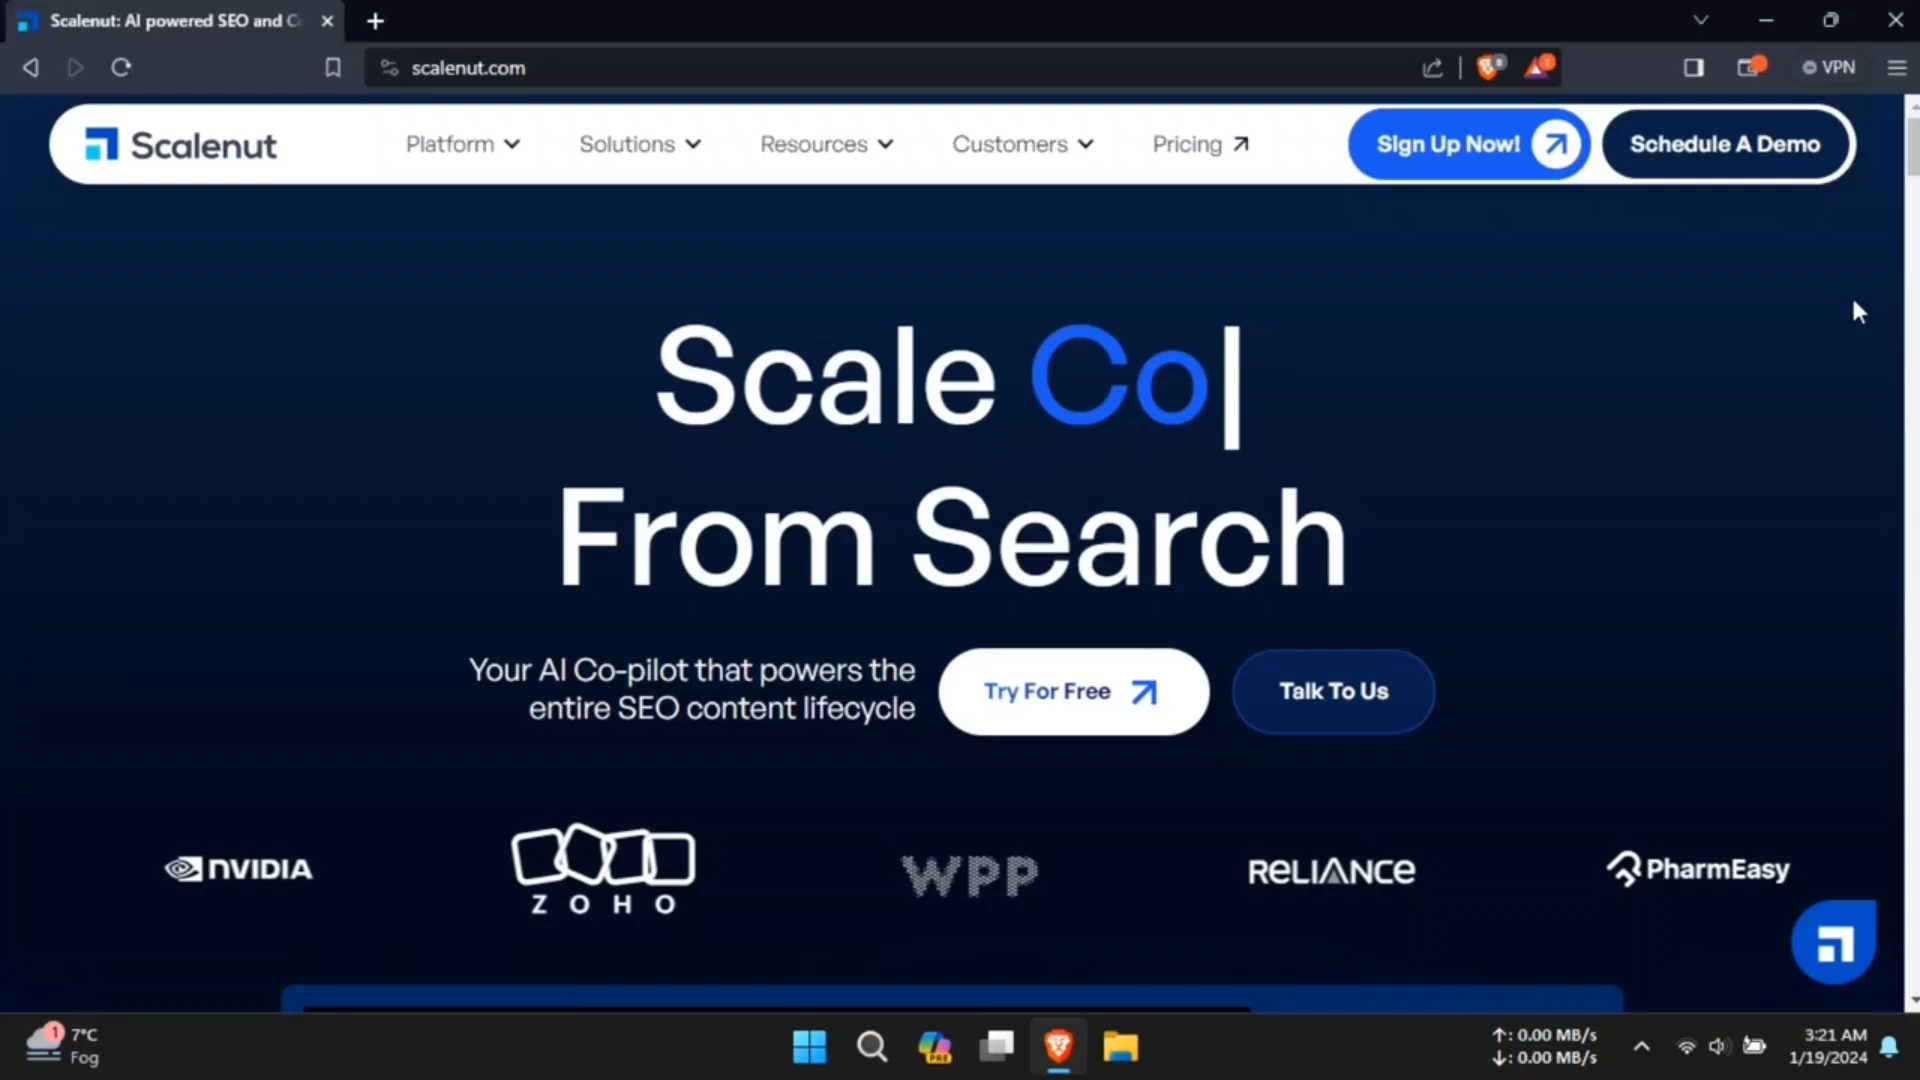 Scalenut: AI powered SEO and C
scalenut.com
VPN
Scalenut
Platform
Solutions
Resources
Customers
Pricing
Sign Up Now!
Schedule A Demo
Scale Co|
From Search
Your AI Co-pilot that powers the
entire SEO content lifecycle
Try For Free
Talk To Us
NVIDIA
ZOHO
WPP
RELIANCE
PharmEasy
1
7°C
Fog
PRE
↑: 0.00 MB/s
↓: 0.00 MB/s
3:21 AM
1/19/2024